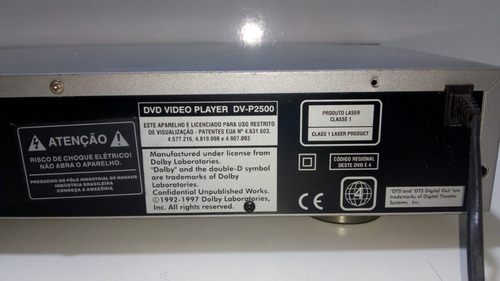 DVD VIDEO PLAYER DV-P2500
ESTE APARELHO É LICENCIADO PARA USO RESTRITO
DE VISUALIZAÇÃO - PATENTES EUA Nº 4.631.603,
4.577.216, 4.819.098 e 4.907.093.
Manufactured under license from
Dolby Laboratories.
"Dolby" and the double-D symbol
are trademarks of Dolby
Laboratories.
Confidential Unpublished Works.
©1992-1997 Dolby Laboratories,
Inc. All rights reserved.
ATENÇÃO
RISCO DE CHOQUE ELÉTRICO!
NÃO ABRA O APARELHO.
PRODUZIDO NO PÓLO INDUSTRIAL DE MANAUS
INDÚSTRIA BRASILEIRA
CONHEÇA A AMAZÔNIA
PRODUTO LASER
CLASSE 1
CLASS 1 LASER PRODUCT
CÓDIGO REGIONAL
DESTE DVD É 4
CE
4
"DTS" and "DTS Digital Out" are
trademarks of Digital Theater
Systems, Inc.